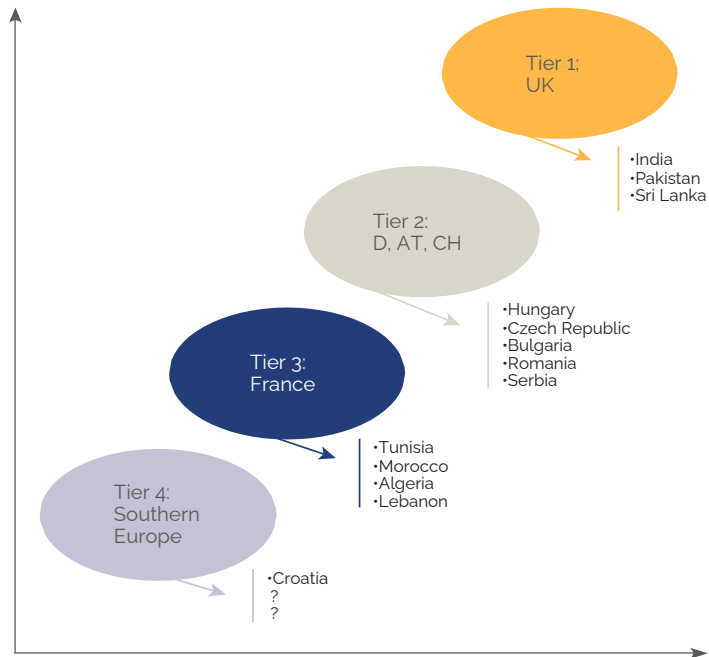 Tier 1;
UK
•India
•Pakistan
•Sri Lanka
Tier 2:
D, AT, CH
•Hungary
•Czech Republic
•Bulgaria
•Romania
•Serbia
Tier 3:
France
•Tunisia
•Morocco
•Algeria
•Lebanon
Tier 4:
Southern
Europe
•Croatia
?
?